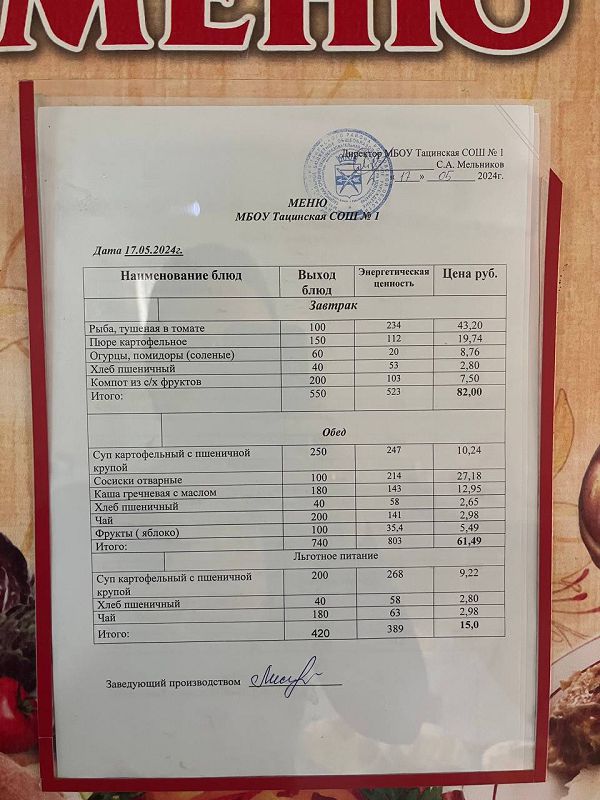 МЕНЮ
Директор МБОУ Тацинская СОШ № 1
С.А. Мельников
« 17 » 05 2024г.
МЕНЮ
МБОУ Тацинская СОШ № 1
Дата 17.05.2024г.
Наименование блюд Выход блюд Энергетическая ценность Цена руб.
Завтрак
Рыба, тушеная в томате 100 234 43,20
Пюре картофельное 150 112 19,74
Огурцы, помидоры (соленые) 60 20 8,76
Хлеб пшеничный 40 53 2,80
Компот из с/х фруктов 200 103 7,50
Итого: 550 523 82,00
Обед
Суп картофельный с пшеничной 250 247 10,24
крупой
Сосиски отварные 100 214 27,18
Каша гречневая с маслом 180 143 12,95
Хлеб пшеничный 40 58 2,65
Чай 200 141 2,98
Фрукты ( яблоко) 100 35,4 5,49
Итого: 740 803 61,49
Льготное питание
Суп картофельный с пшеничной 200 268 9,22
крупой
Хлеб пшеничный 40 58 2,80
Чай 180 63 2,98
Итого: 420 389 15,0
Заведующий производством